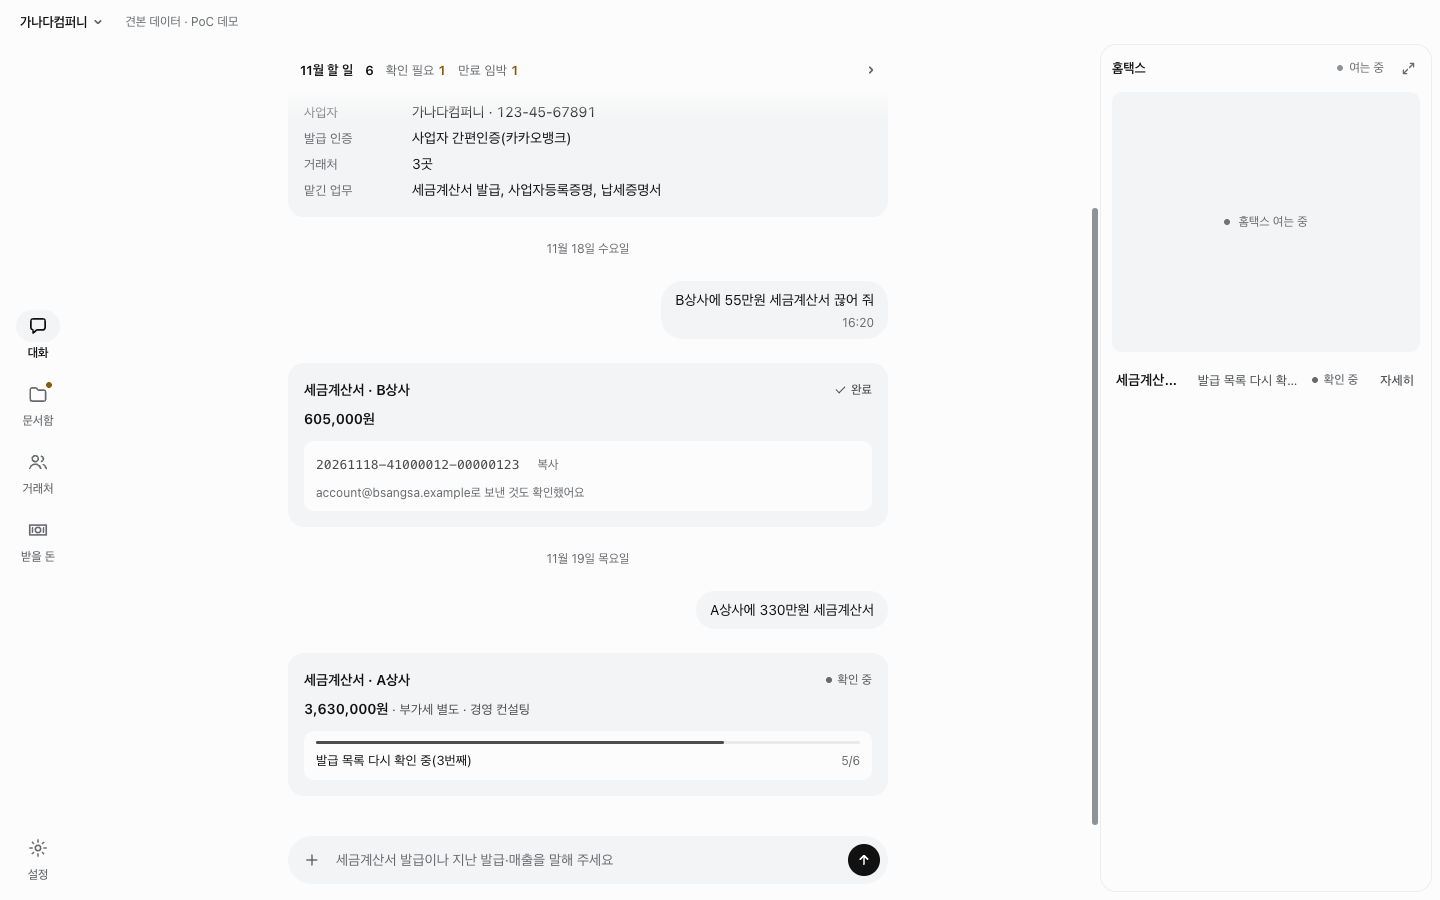 가나다컴퍼니
견본 데이터 · PoC 데모
11월 할 일 6 확인 필요 1 만료 임박 1
사업자 가나다컴퍼니 · 123-45-67891
발급 인증 사업자 간편인증(카카오뱅크)
거래처 3곳
맡긴 업무 세금계산서 발급, 사업자등록증명, 납세증명서
11월 18일 수요일
B상사에 55만원 세금계산서 끊어 줘
16:20
세금계산서 · B상사 완료
605,000원
20261118-41000012-00000123 복사
account@bsangsa.example로 보낸 것도 확인했어요
11월 19일 목요일
A상사에 330만원 세금계산서
세금계산서 · A상사 확인 중
3,630,000원 · 부가세 별도 · 경영 컨설팅
발급 목록 다시 확인 중(3번째) 5/6
세금계산서 발급이나 지난 발급·매출을 말해 주세요
대화
문서함
거래처
받을 돈
설정
홈택스 여는 중
홈택스 여는 중
세금계산... 발급 목록 다시 확... 확인 중 자세히